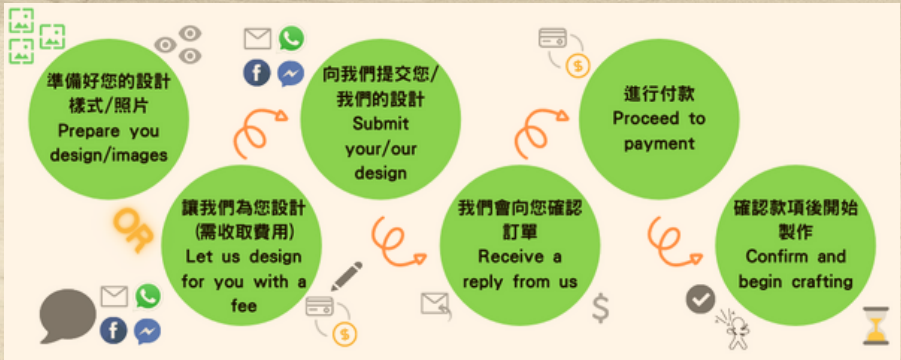 準備好您的設計
樣式/照片
Prepare you
design/images
OR
讓我們為您設計
(需收取費用)
Let us design
for you with a
fee
向我們提交您/
我們的設計
Submit
your/our
design
我們會向您確認
訂單
Receive a
reply from us
進行付款
Proceed to
payment
確認款項後開始
製作
Confirm and
begin crafting